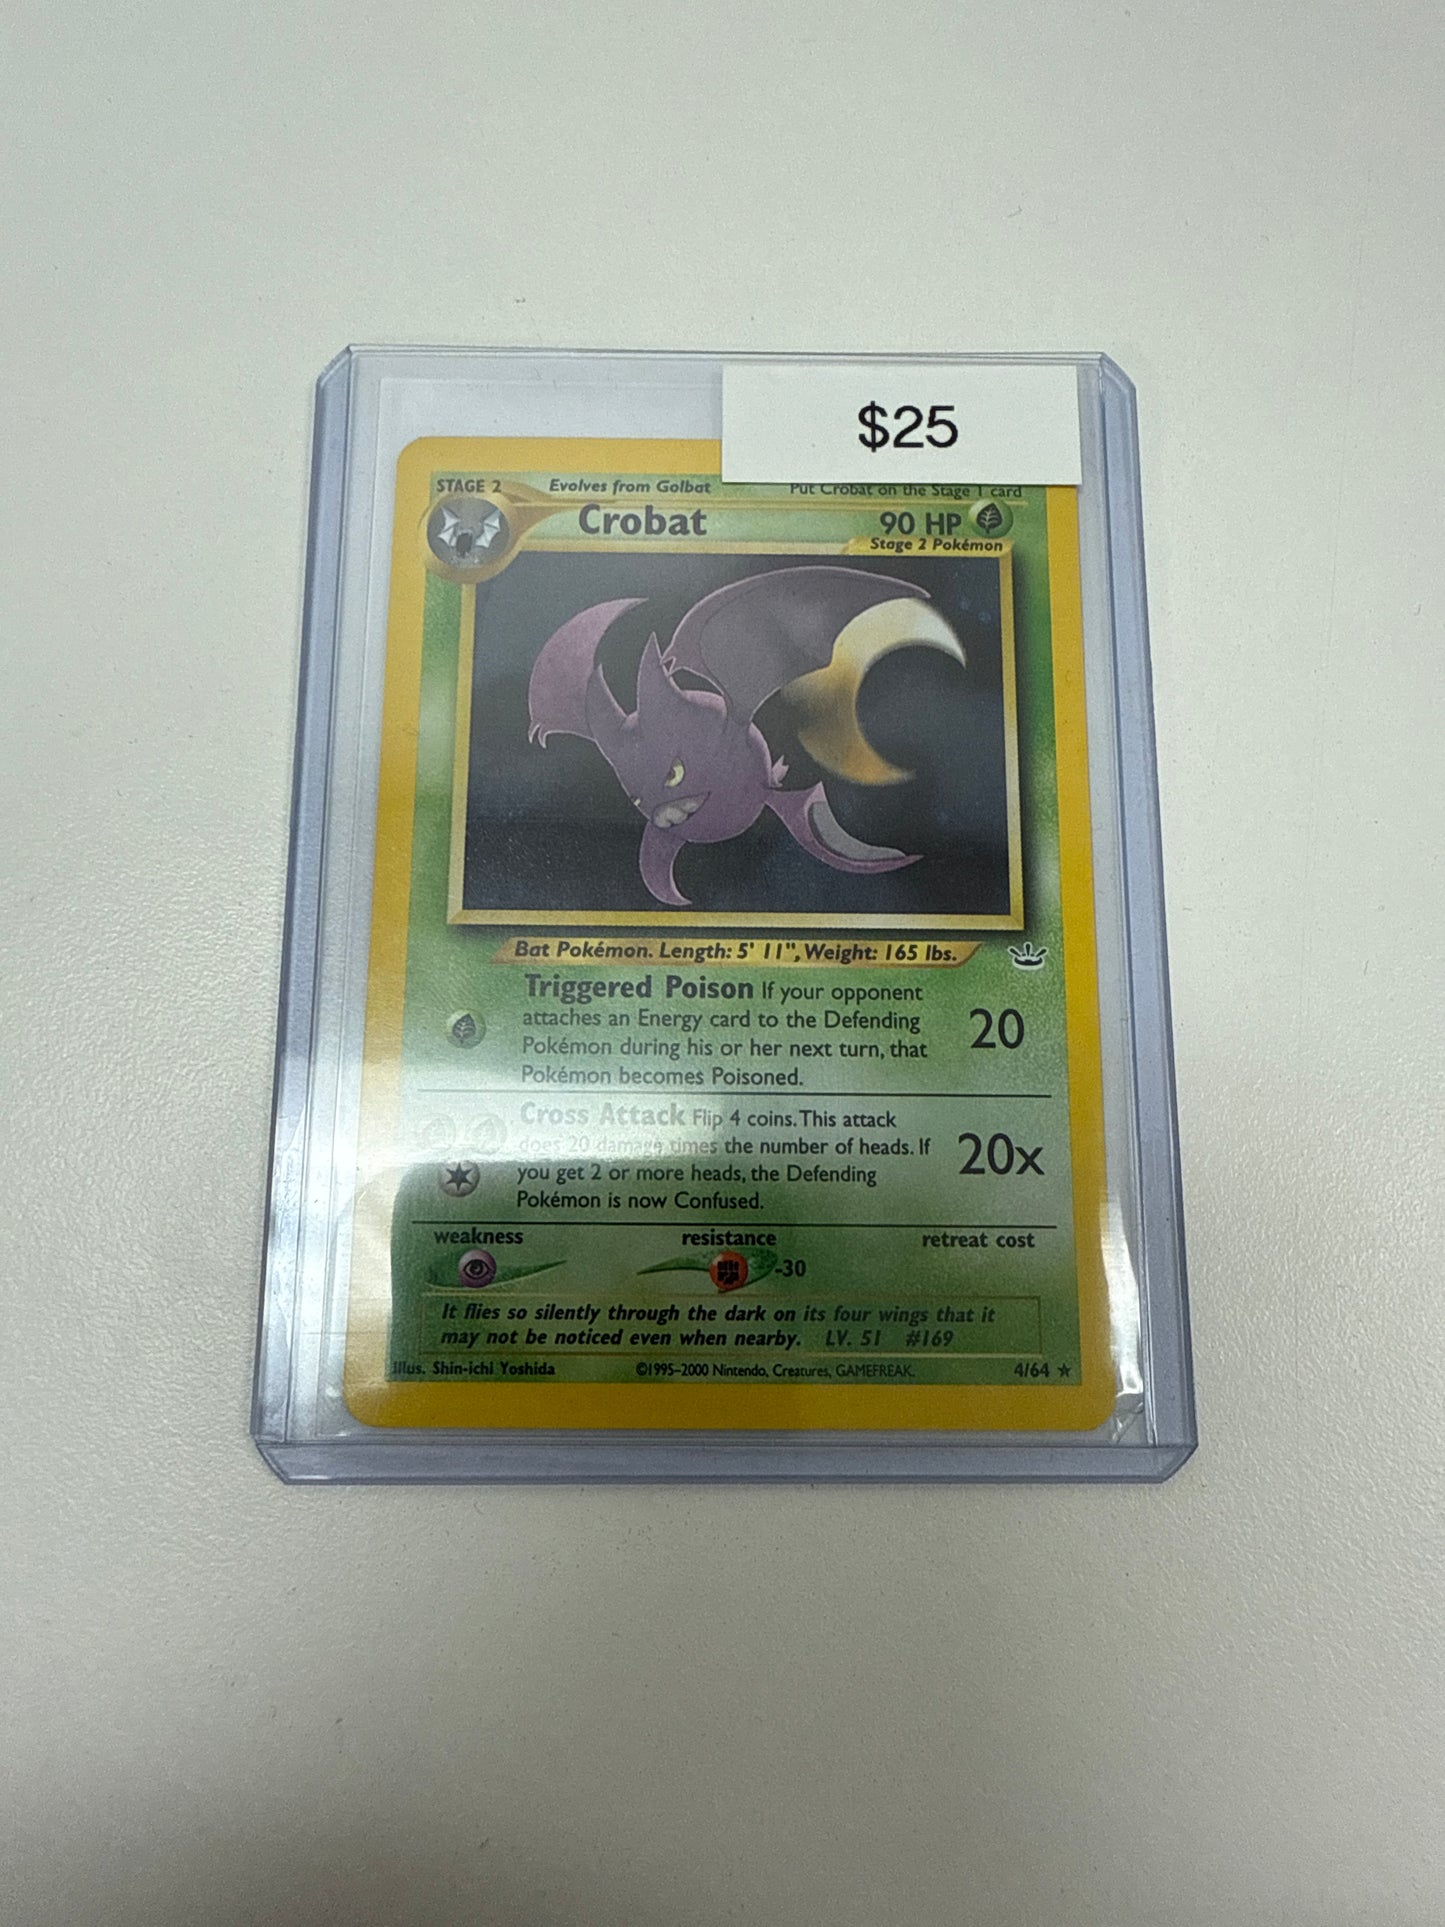 $25
STAGE 2 Evolves from Golbat Put Crobat on the Stage 1 card
Crobat 90 HP
Stage 2 Pokémon
Bat Pokémon. Length: 5' 11", Weight: 165 lbs.
Triggered Poison If your opponent
attaches an Energy card to the Defending
Pokémon during his or her next turn, that
Pokémon becomes Poisoned.
20
Cross Attack Flip 4 coins. This attack
does 20 damage times the number of heads. If
you get 2 or more heads, the Defending
Pokémon is now Confused.
20x
weakness resistance retreat cost
-30
It flies so silently through the dark on its four wings that it
may not be noticed even when nearby. LV. 51 #169
Illus. Shin-ichi Yoshida ©1995–2000 Nintendo, Creatures, GAMEFREAK. 4/64 ★